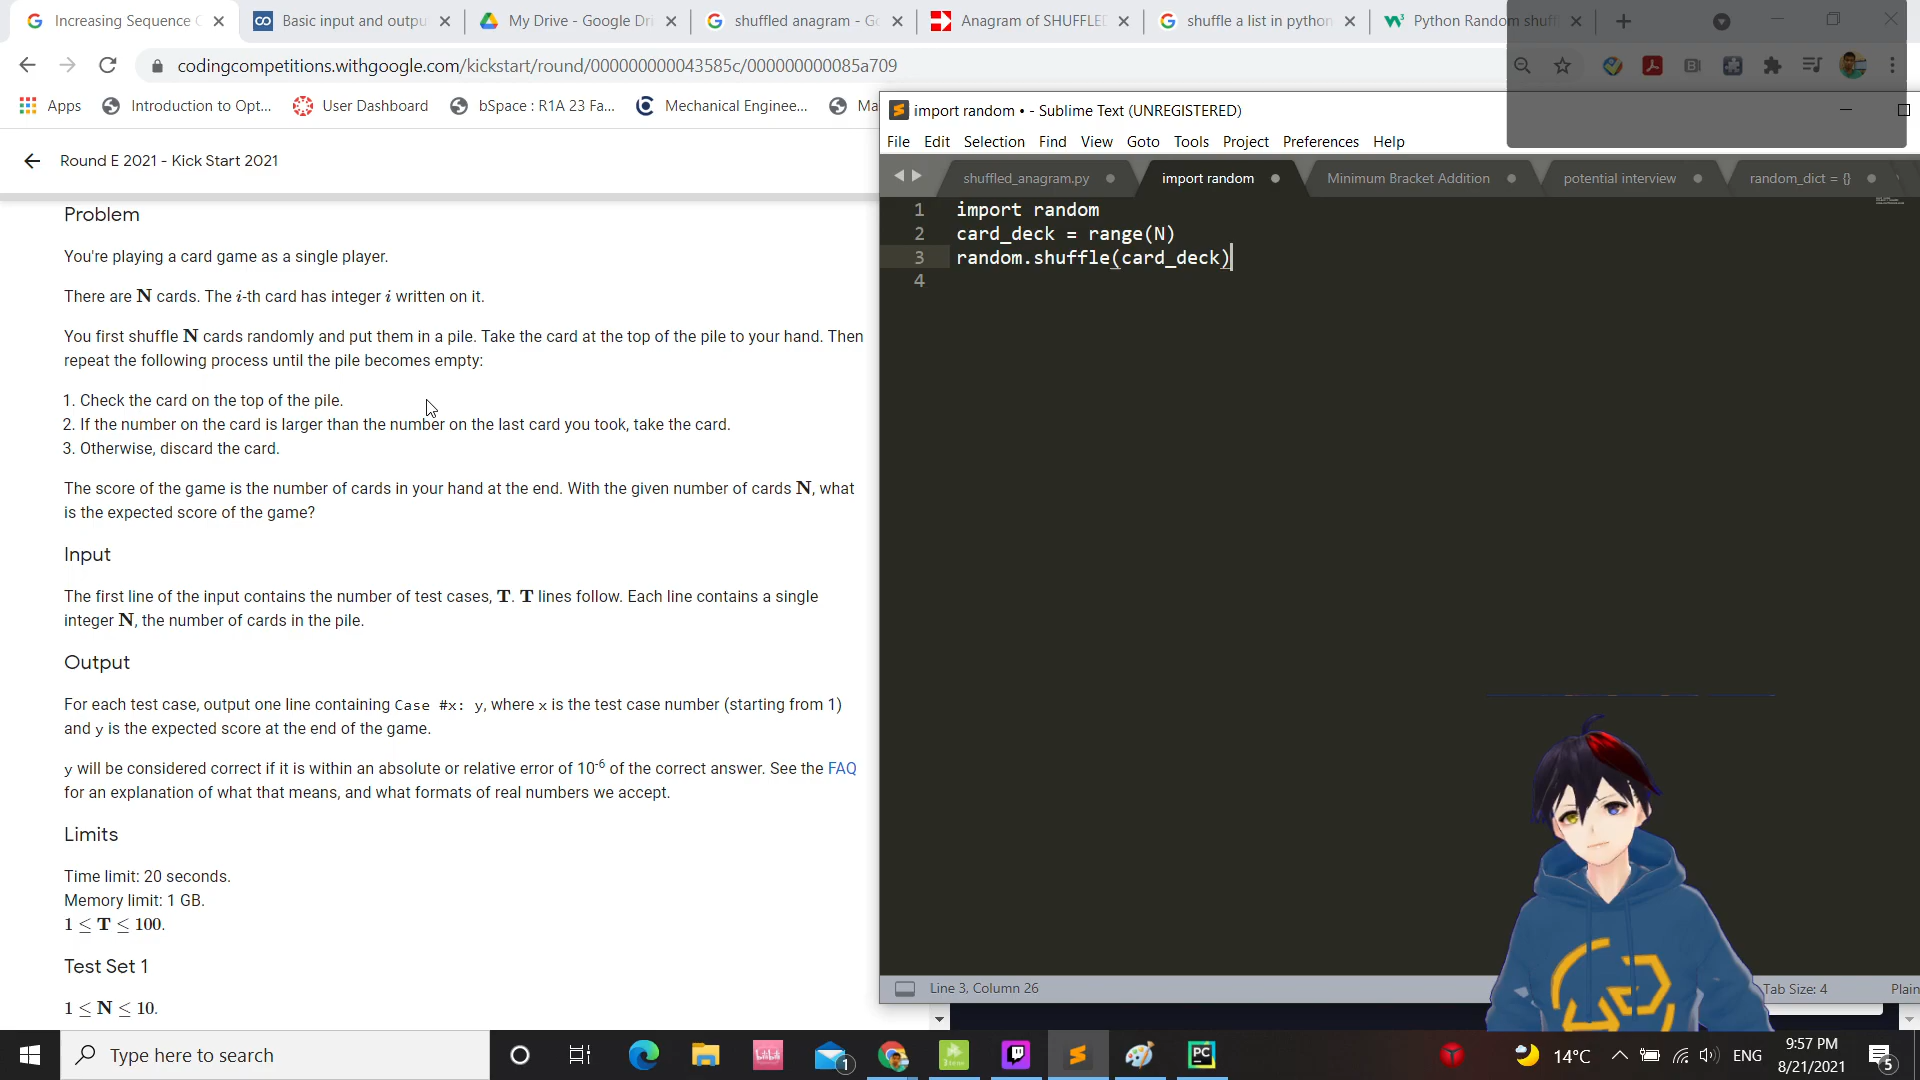 Increasing Sequence C
Basic input and outpu
My Drive - Google Dri
shuffled anagram - Go
Anagram of SHUFFLED
shuffle a list in python
Python Random shuff
codingcompetitions.withgoogle.com/kickstart/round/000000000043585c/000000000085a709
Apps
Introduction to Opt...
User Dashboard
bSpace : R1A 23 Fa...
Mechanical Enginee...
Ma
Round E 2021 - Kick Start 2021
Problem
You're playing a card game as a single player.
There are N cards. The i-th card has integer i written on it.
You first shuffle N cards randomly and put them in a pile. Take the card at the top of the pile to your hand. Then
repeat the following process until the pile becomes empty:
1. Check the card on the top of the pile.
2. If the number on the card is larger than the number on the last card you took, take the card.
3. Otherwise, discard the card.
The score of the game is the number of cards in your hand at the end. With the given number of cards N, what
is the expected score of the game?
Input
The first line of the input contains the number of test cases, T. T lines follow. Each line contains a single
integer N, the number of cards in the pile.
Output
For each test case, output one line containing Case #x: y, where x is the test case number (starting from 1)
and y is the expected score at the end of the game.
y will be considered correct if it is within an absolute or relative error of 10-6 of the correct answer. See the FAQ
for an explanation of what that means, and what formats of real numbers we accept.
Limits
Time limit: 20 seconds.
Memory limit: 1 GB.
1 ≤ T ≤ 100.
Test Set 1
1 ≤ N ≤ 10.
import random • - Sublime Text (UNREGISTERED)
File Edit Selection Find View Goto Tools Project Preferences Help
shuffled_anagram.py
import random
Minimum Bracket Addition
potential interview
random_dict = {}
1 import random
2 card_deck = range(N)
3 random.shuffle(card_deck)
4
Line 3, Column 26
Tab Size: 4
Plain
Type here to search
1
PC
14°C
ENG
9:57 PM
8/21/2021
5